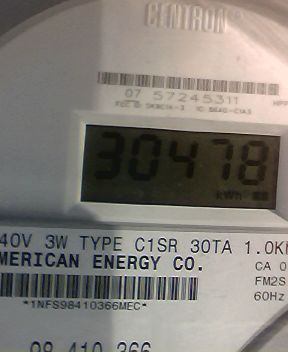 CENTRON®
07 57245311
30478
kWh
40V 3W TYPE C1SR 30TA 1.0K
MERICAN ENERGY CO.
CA 0
FM2S
60Hz
*1NFS98410366MEC*
98 410 366